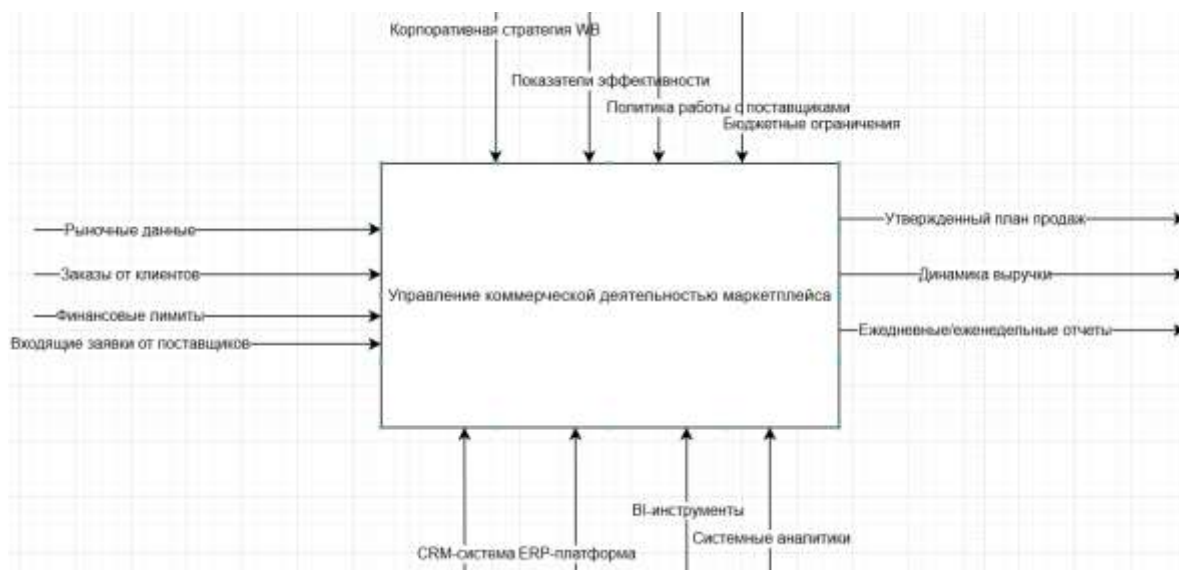 Корпоративная стратегия WB
Показатели эффективности
Политика работы с поставщиками
Бюджетные ограничения
Рыночные данные
Заказы от клиентов
Финансовые лимиты
Входящие заявки от поставщиков
Управление коммерческой деятельностью маркетплейса
Утвержденный план продаж
Динамика выручки
Ежедневные/еженедельные отчеты
BI-инструменты
Системные аналитики
CRM-система ERP-платформа